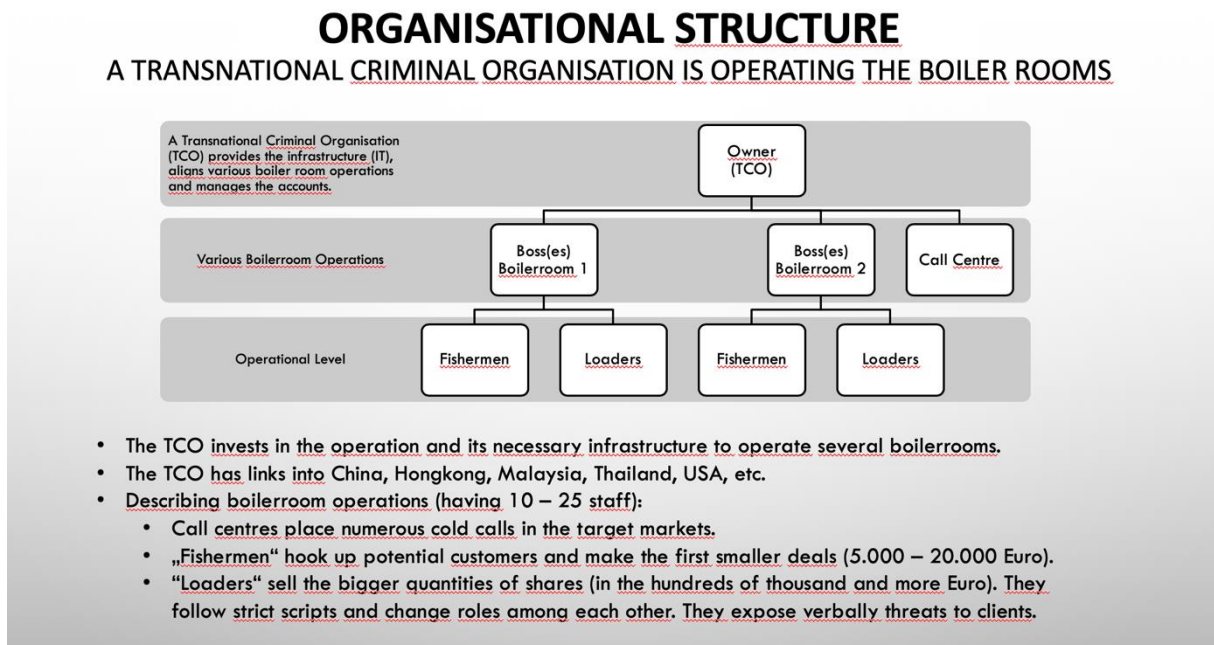 ORGANISATIONAL STRUCTURE
A TRANSNATIONAL CRIMINAL ORGANISATION IS OPERATING THE BOILER ROOMS
A Transnational Criminal Organisation
(TCO) provides the infrastructure (IT),
aligns various boiler room operations
and manages the accounts.
Owner
(TCO)
Various Boilerroom Operations
Boss(es)
Boilerroom 1
Boss(es)
Boilerroom 2
Call Centre
Operational Level
Fishermen
Loaders
Fishermen
Loaders
• The TCO invests in the operation and its necessary infrastructure to operate several boilerrooms.
• The TCO has links into China, Hongkong, Malaysia, Thailand, USA, etc.
• Describing boilerroom operations (having 10 – 25 staff):
• Call centres place numerous cold calls in the target markets.
• „Fishermen“ hook up potential customers and make the first smaller deals (5.000 – 20.000 Euro).
• “Loaders“ sell the bigger quantities of shares (in the hundreds of thousand and more Euro). They
follow strict scripts and change roles among each other. They expose verbally threats to clients.